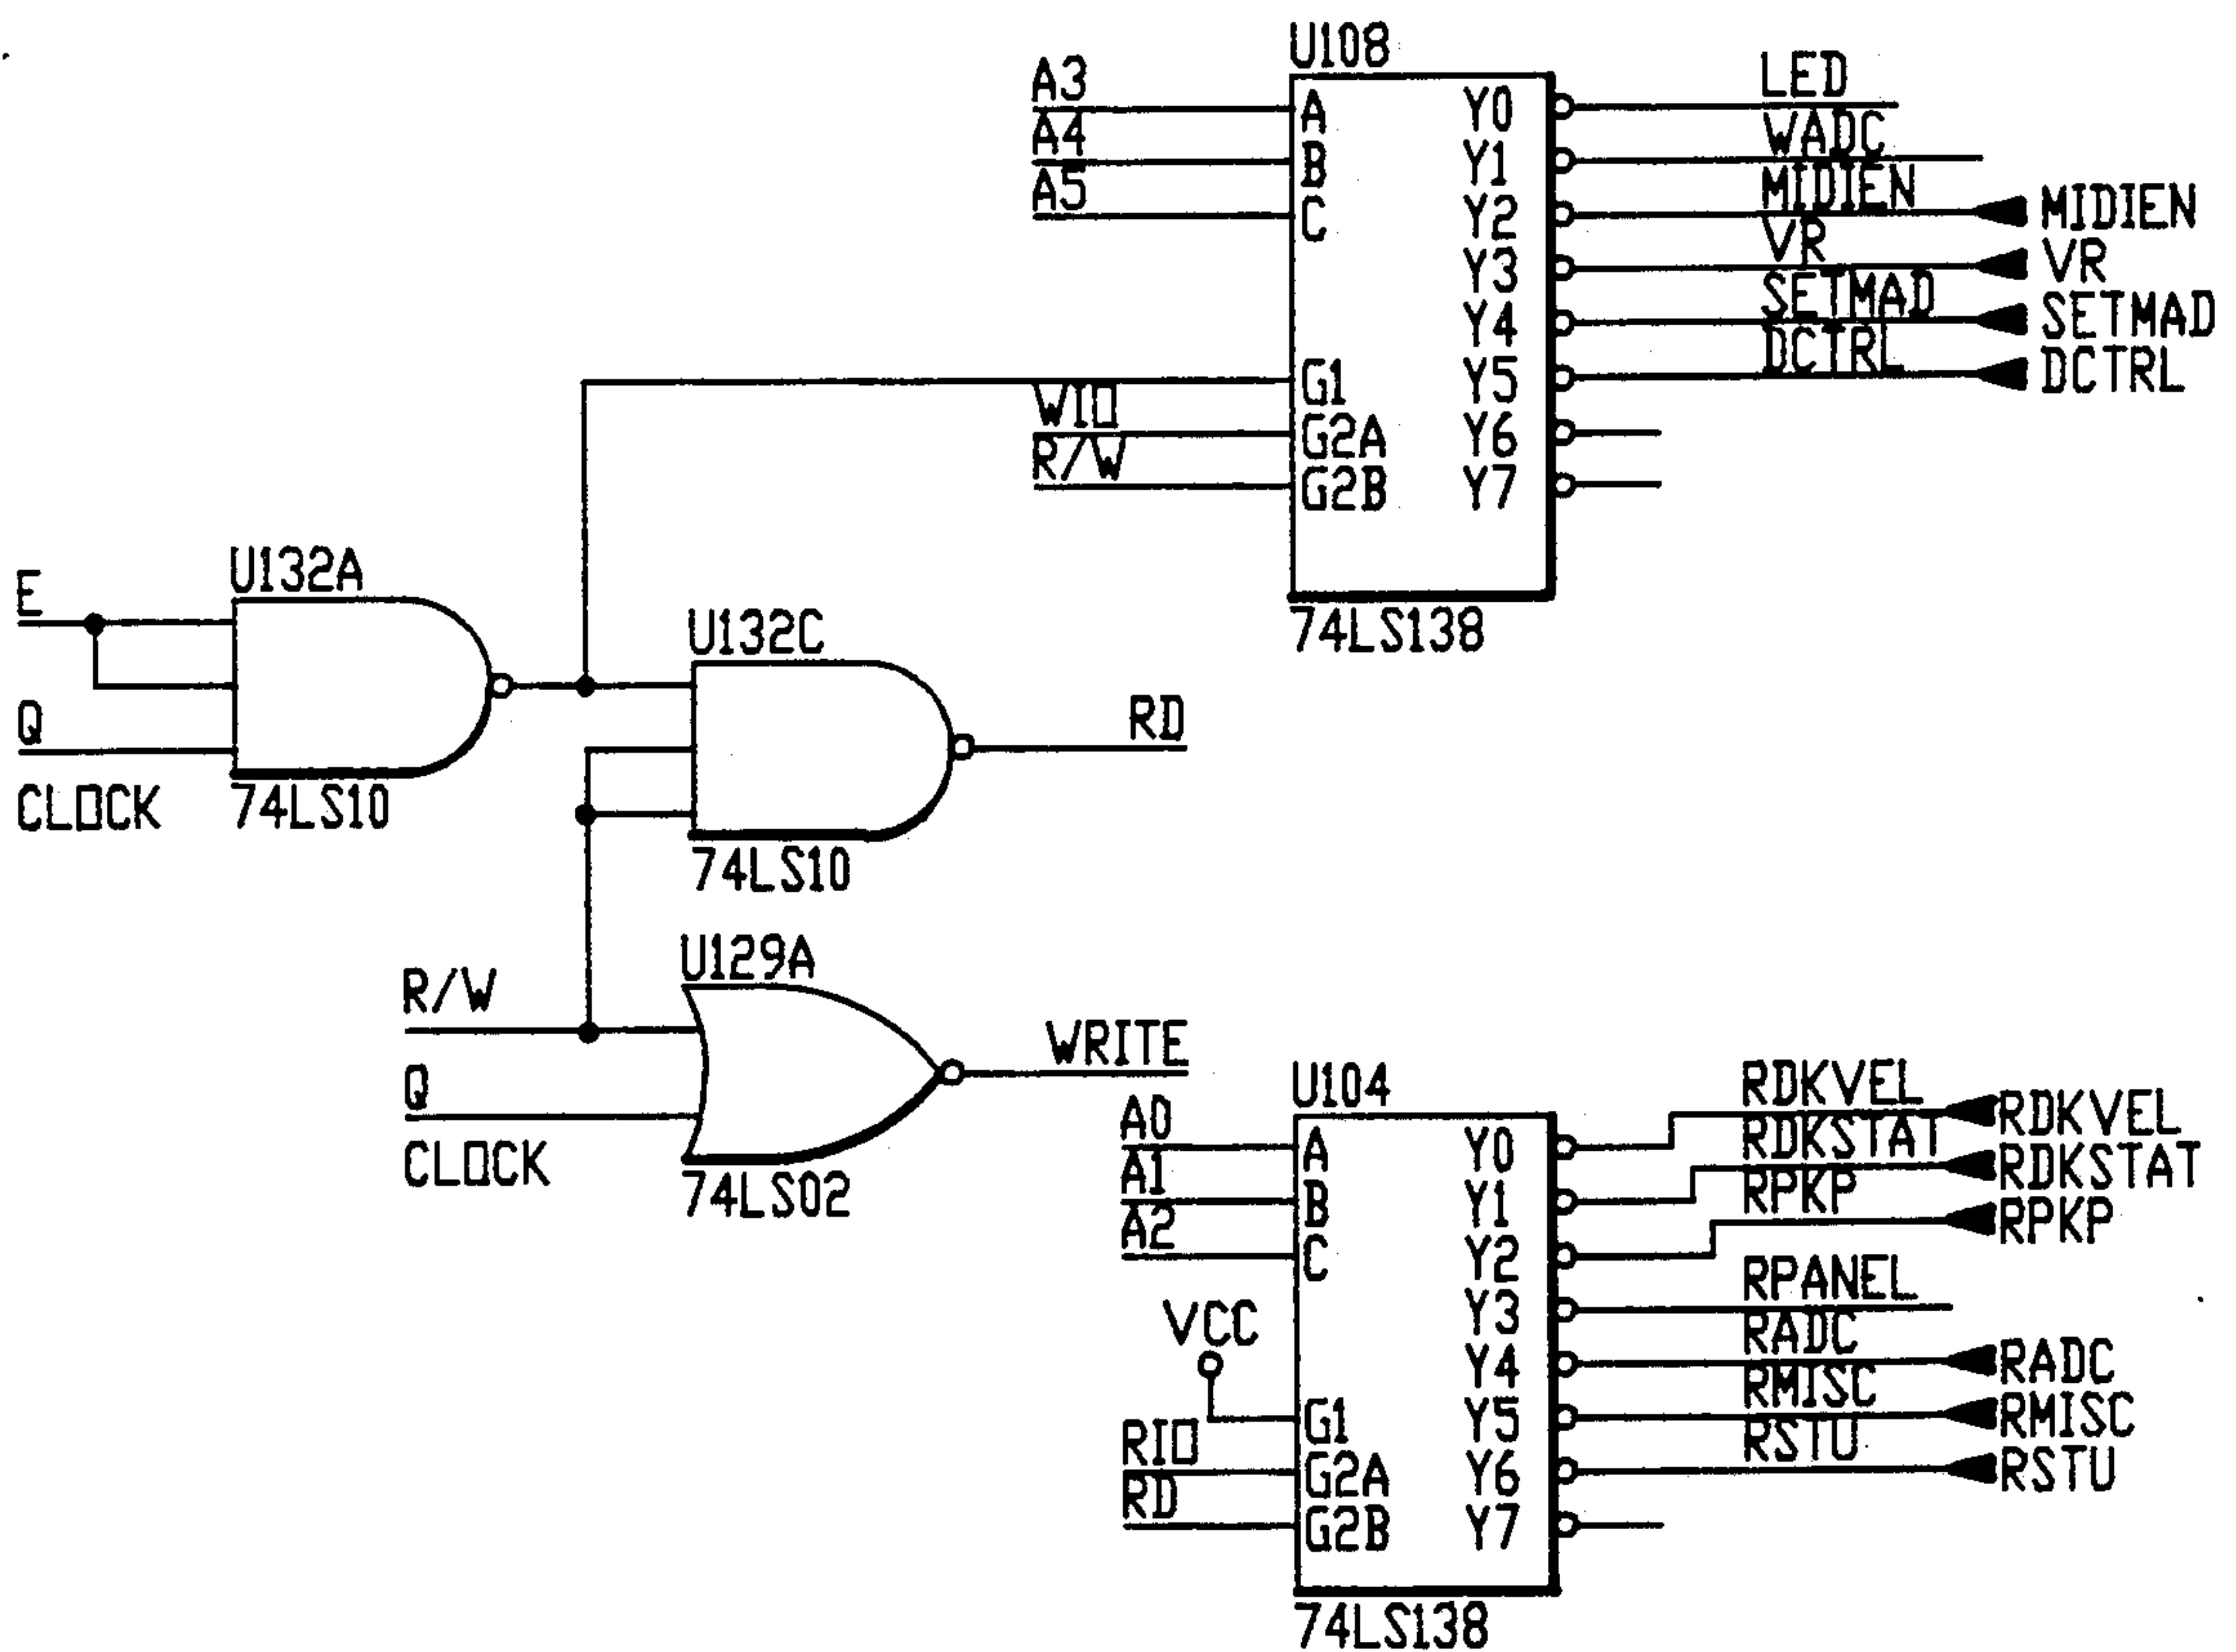 U108
A3
A4
A5
A
B
C
G1
WIO
G2A
R/W
G2B
Y0
Y1
Y2
Y3
Y4
Y5
Y6
Y7
LED
WADC
MIDIEN
MIDIEN
VR
VR
SETMAD
SETMAD
DCTRL
DCTRL
74LS138
E
Q
CLOCK
U132A
74LS10
U132C
74LS10
RD
R/W
Q
CLOCK
U129A
74LS02
WRITE
U104
A0
A1
A2
A
B
C
VCC
G1
RIO
G2A
RD
G2B
Y0
Y1
Y2
Y3
Y4
Y5
Y6
Y7
RDKVEL
RDKVEL
RDKSTAT
RDKSTAT
RPKP
RPKP
RPANEL
RADC
RADC
RMISC
RMISC
RSTU
RSTU
74LS138